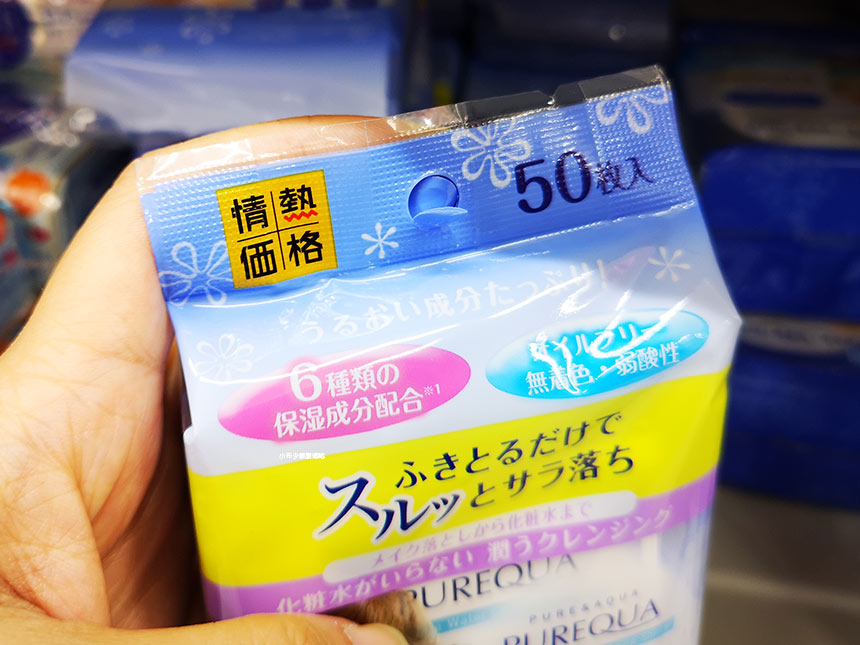 情熱
価格
50枚入
うるおい成分たっぷり!
6種類の
保湿成分配合※1
オイルフリー
無着色・弱酸性
ふきとるだけで
スルッとサラ落ち
メイク落としから化粧水まで
化粧水がいらない 潤うクレンジング
PUREQUA
PURE&AQUA
PUREQUA